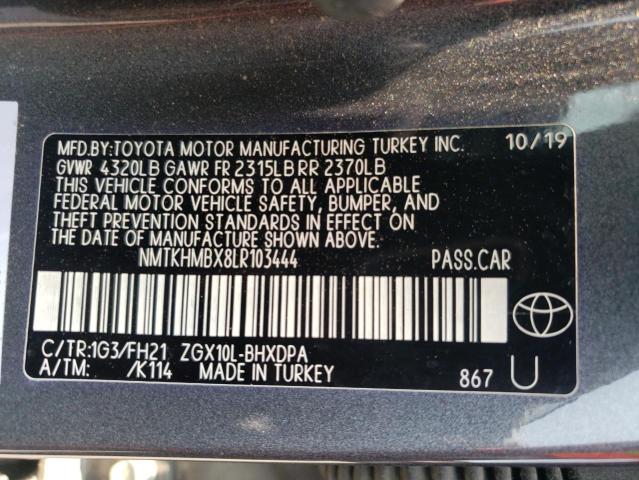 MFD.BY:TOYOTA MOTOR MANUFACTURING TURKEY INC. 10/19
GVWR 4320LB GAWR FR 2315LB RR 2370LB
THIS VEHICLE CONFORMS TO ALL APPLICABLE
FEDERAL MOTOR VEHICLE SAFETY, BUMPER, AND
THEFT PREVENTION STANDARDS IN EFFECT ON
THE DATE OF MANUFACTURE SHOWN ABOVE.
NMTKHMBX8LR103444 PASS.CAR
C/TR:1G3/FH21 ZGX10L-BHXDPA
A/TM: /K114 MADE IN TURKEY 867 U